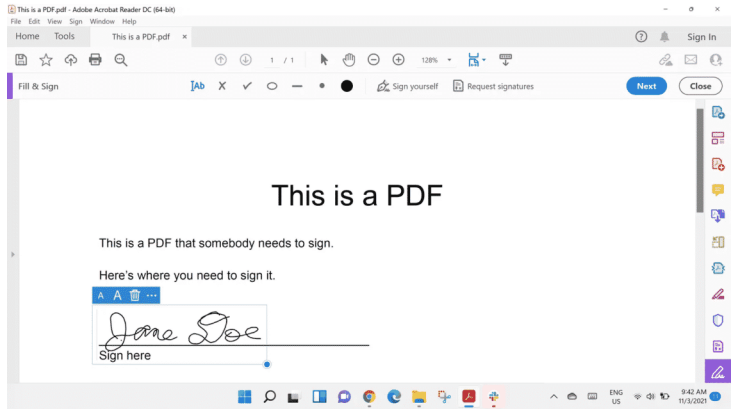 This is a PDF.pdf - Adobe Acrobat Reader DC (64-bit)
File Edit View Sign Window Help
Home Tools This is a PDF.pdf × Sign In
1 / 1 128%
Fill & Sign Ab Sign yourself Request signatures Next Close
This is a PDF
This is a PDF that somebody needs to sign.
Here's where you need to sign it.
A A
Jane Doe
Sign here
ENG 9:42 AM
US 11/3/2021